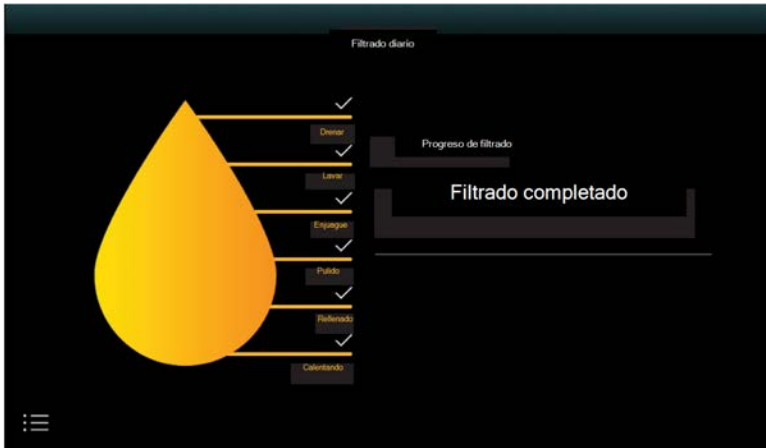 Filtrado diario
Drenar
Lavar
Enjuague
Pulido
Rellenado
Calentando
Progreso de filtrado
Filtrado completado